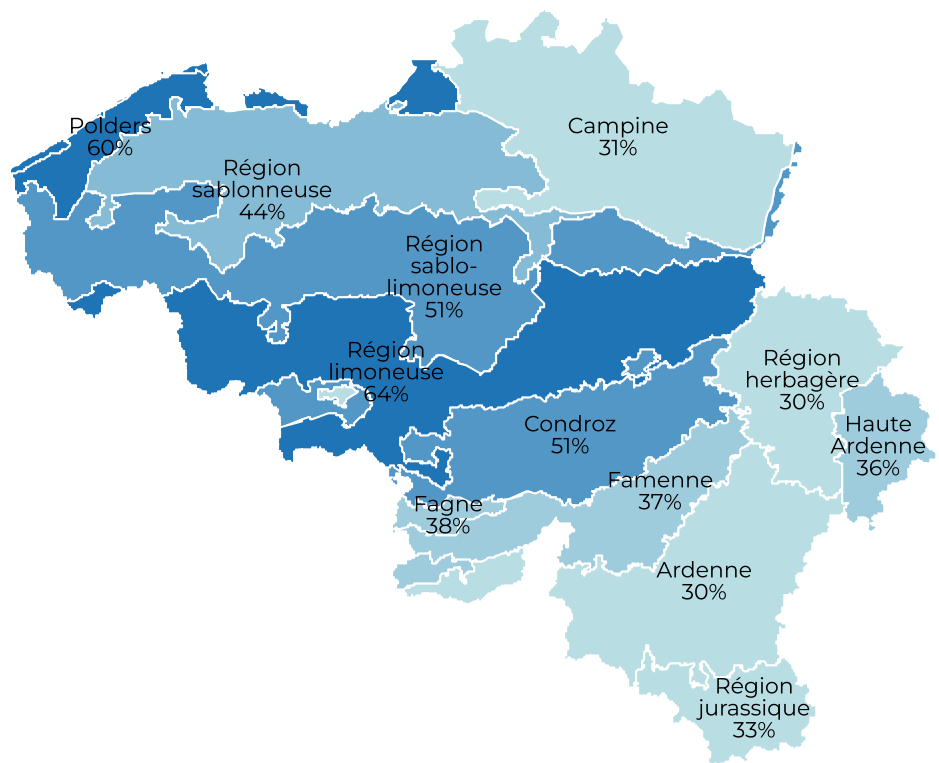 Polders
60%
Campine
31%
Région
sablonneuse
44%
Région
sablo-
limoneuse
51%
Région
limoneuse
64%
Région
herbagère
30%
Condroz
51%
Haute
Ardenne
36%
Famenne
37%
Fagne
38%
Ardenne
30%
Région
jurassique
33%